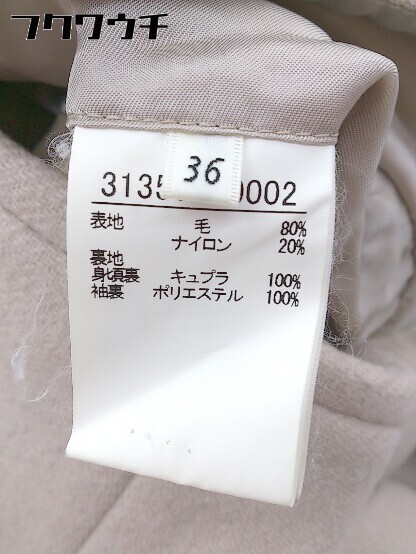 フクワウチ
36
3135 0002
表地 毛 80%
ナイロン 20%
裏地
身頃裏 キュプラ 100%
袖裏 ポリエステル 100%